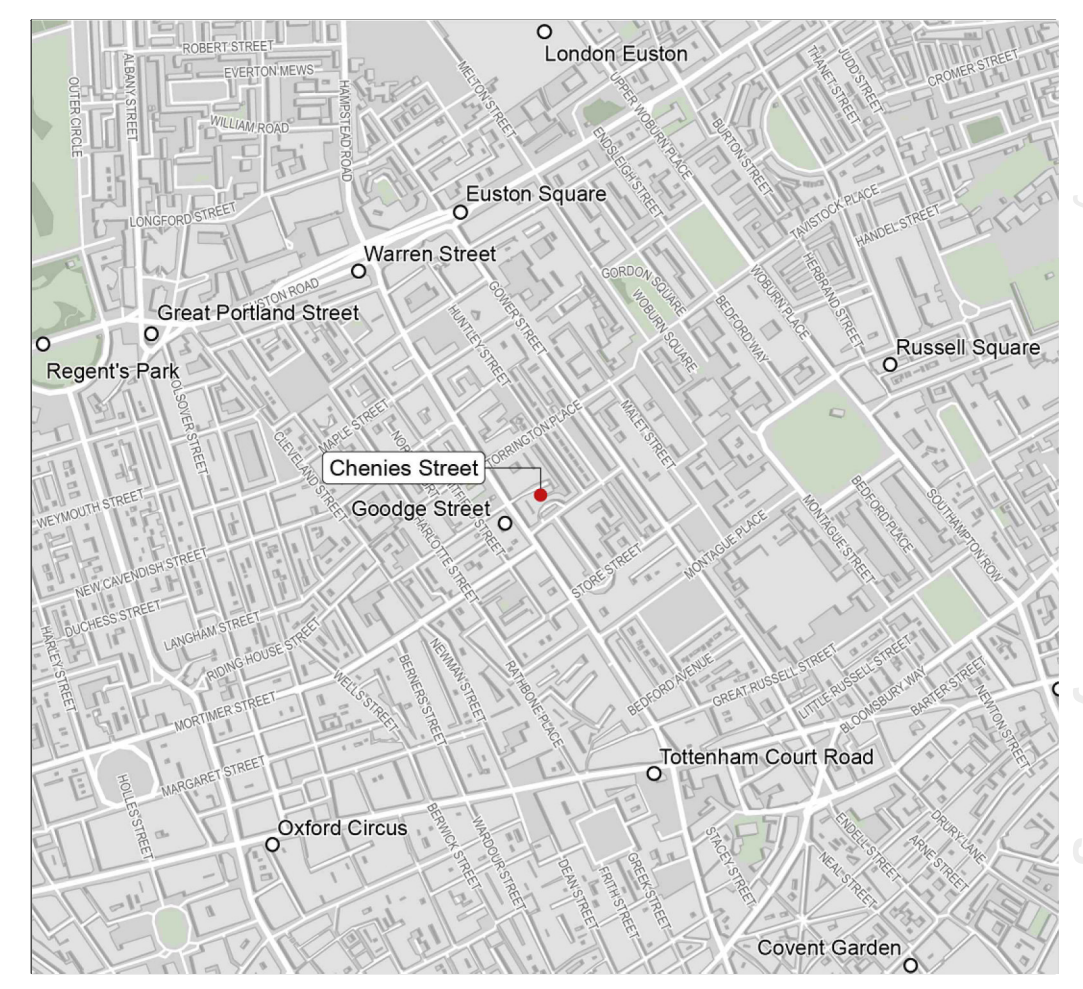 London Euston
ROBERT STREET
EVERTON MEWS
OUTER CIRCLE
ALBANY STREET
HAMPSTEAD ROAD
WILLIAM ROAD
MELTON STREET
UPPER WOBURN PLACE
THANET STREET
JUDD STREET
CROMER STREET
BURTON STREET
ENDSLEIGH STREET
Euston Square
LONGFORD STREET
TAVISTOCK PLACE
HANDEL STREET
Warren Street
EUSTON ROAD
GORDON SQUARE
WOBURN SQUARE
WOBURN PLACE
HERBRAND STREET
GOWER STREET
HUNTLEY STREET
BEDFORD WAY
Great Portland Street
Russell Square
Regent's Park
MAPLE STREET
TORRINGTON PLACE
MALET STREET
CLEVELAND STREET
Chenies Street
Goodge Street
CHARLOTTE STREET
WEYMOUTH STREET
BEDFORD PLACE
SOUTHAMPTON ROW
MONTAGUE STREET
MONTAGUE PLACE
STORE STREET
NEW CAVENDISH STREET
DUCHESS STREET
LANGHAM STREET
RIDING HOUSE STREET
HARLEY STREET
MORTIMER STREET
WELLS STREET
BERNERS STREET
NEWMAN STREET
RATHBONE PLACE
BEDFORD AVENUE
GREAT RUSSELL STREET
LITTLE RUSSELL STREET
BLOOMSBURY WAY
BARTER STREET
NEWTON STREET
Tottenham Court Road
MARGARET STREET
HOLLES STREET
Oxford Circus
BERWICK STREET
WARDOUR STREET
DEAN STREET
FRITH STREET
GREEK STREET
STACEY STREET
ENDELL STREET
NEAL STREET
ARNE STREET
DRURY LANE
Covent Garden